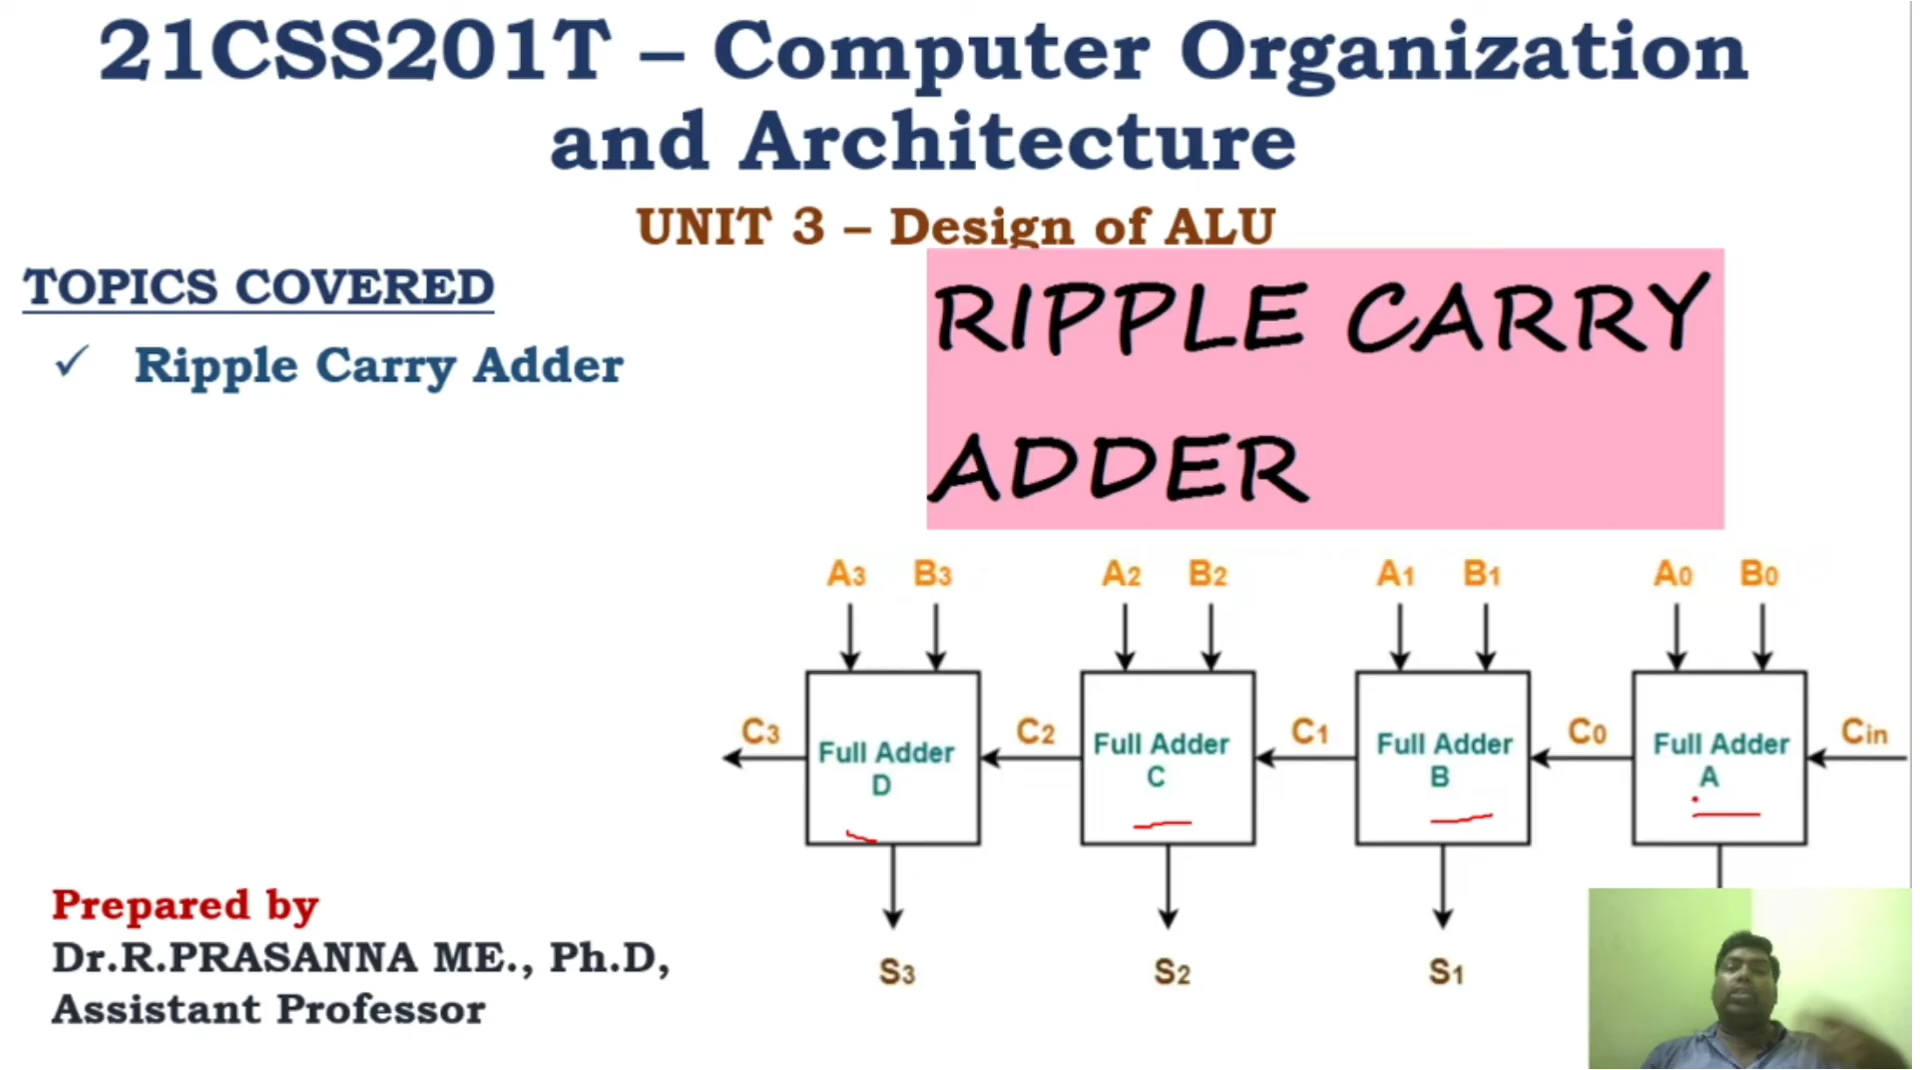 21CSS201T – Computer Organization
and Architecture
UNIT 3 – Design of ALU
TOPICS COVERED
✓ Ripple Carry Adder
RIPPLE CARRY
ADDER
A3 B3 A2 B2 A1 B1 A0 B0
C3 Full Adder D C2 Full Adder C C1 Full Adder B C0 Full Adder A Cin
S3 S2 S1
Prepared by
Dr.R.PRASANNA ME., Ph.D,
Assistant Professor